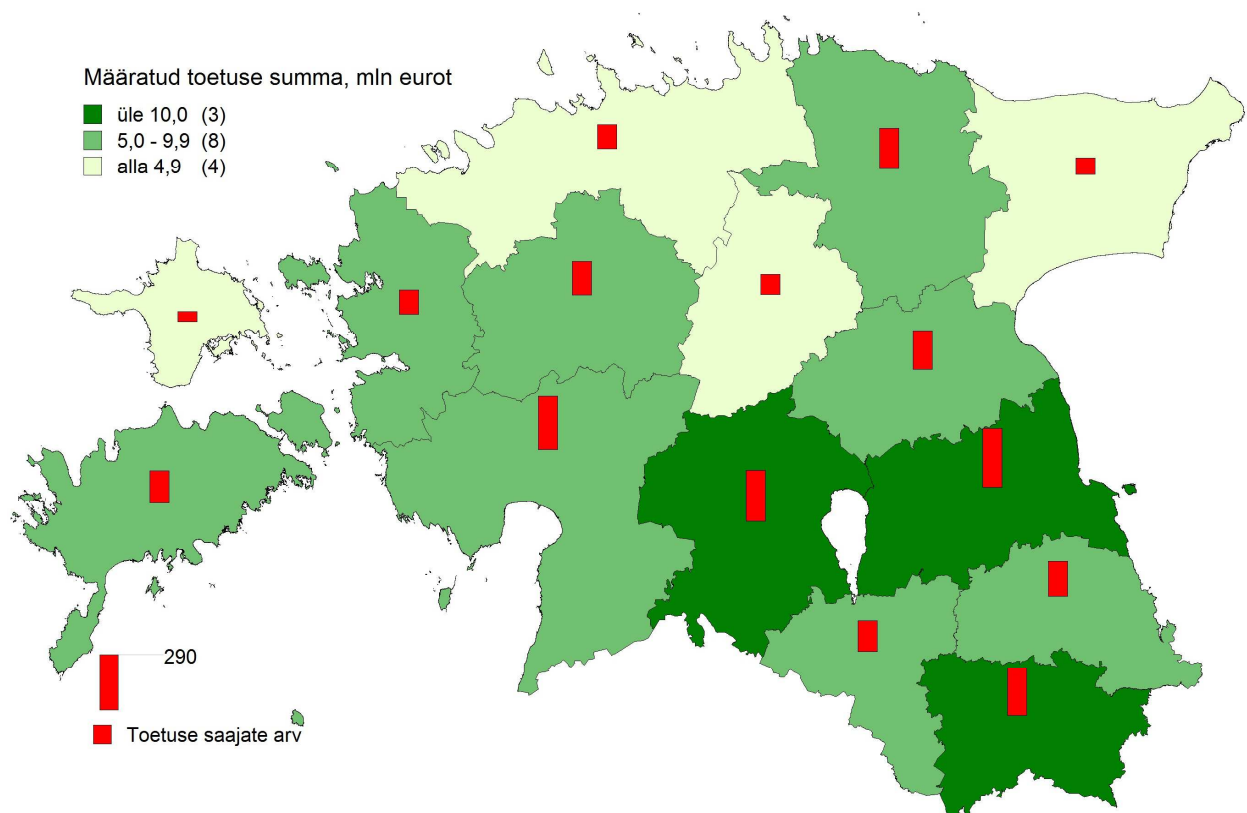 Määratud toetuse summa, mln eurot
üle 10,0 (3)
5,0 - 9,9 (8)
alla 4,9 (4)
290
Toetuse saajate arv